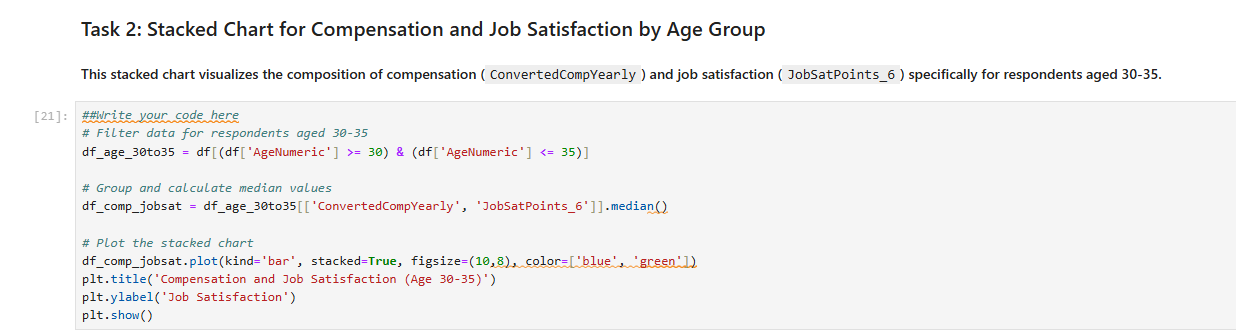 Task 2: Stacked Chart for Compensation and Job Satisfaction by Age Group
This stacked chart visualizes the composition of compensation ( ConvertedCompYearly ) and job satisfaction ( JobSatPoints_6 ) specifically for respondents aged 30-35.
[21]: ##Write your code here
# Filter data for respondents aged 30-35
df_age_30to35 = df[(df['AgeNumeric'] >= 30) & (df['AgeNumeric'] <= 35)]
# Group and calculate median values
df_comp_jobsat = df_age_30to35[['ConvertedCompYearly', 'JobSatPoints_6']].median()
# Plot the stacked chart
df_comp_jobsat.plot(kind='bar', stacked=True, figsize=(10,8), color=['blue', 'green'])
plt.title('Compensation and Job Satisfaction (Age 30-35)')
plt.ylabel('Job Satisfaction')
plt.show()